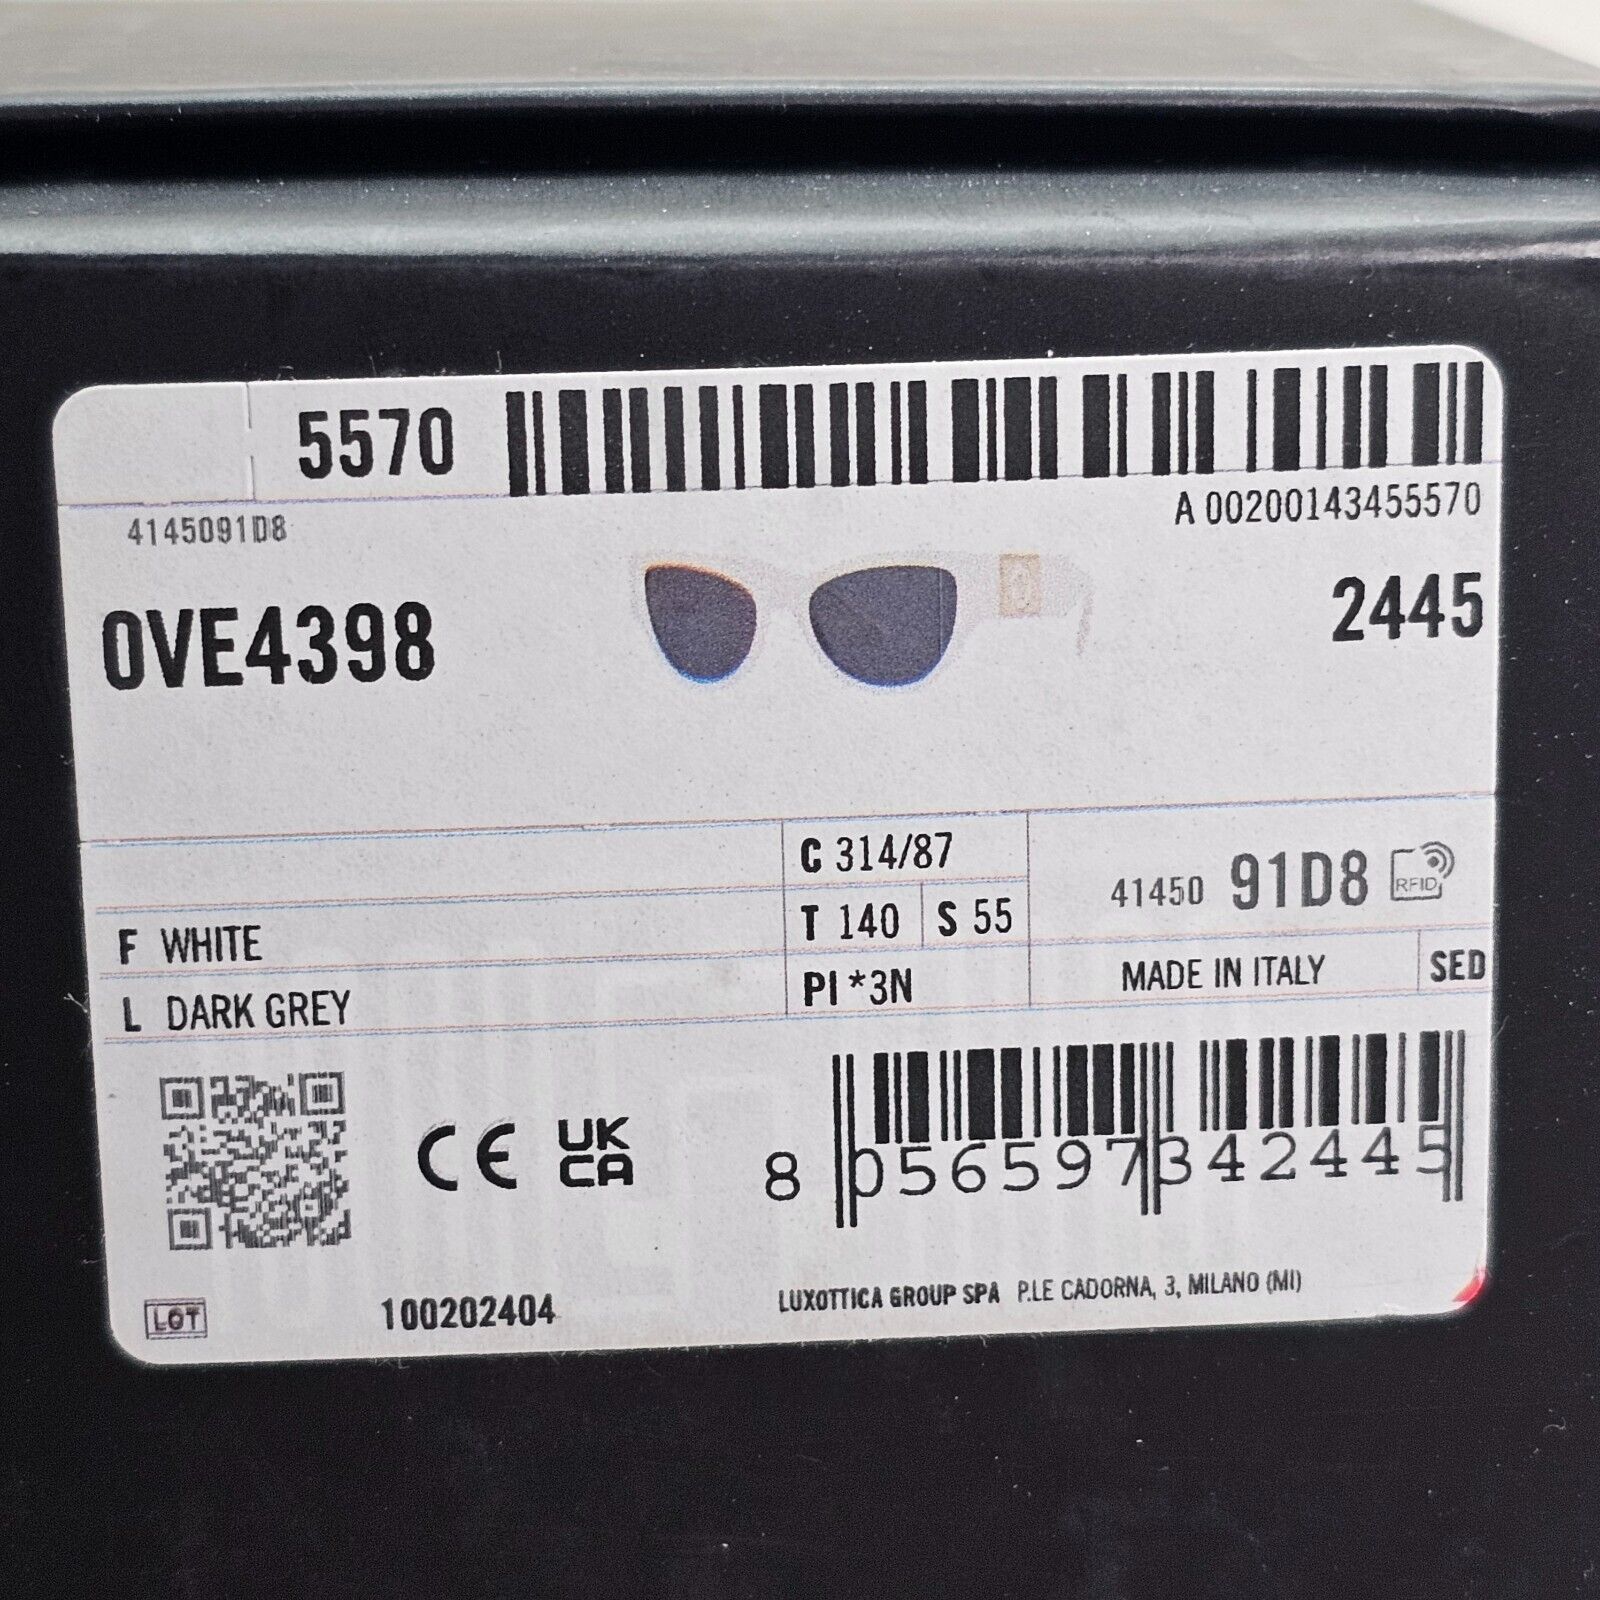 5570
A 00200143455570
4145091D8
0VE4398
2445
C 314/87
41450 91D8 RFID
F WHITE
T 140 S 55
L DARK GREY
PI *3N
MADE IN ITALY SED
CE UK CA
8 056597 342445
LOT 100202404
LUXOTTICA GROUP SPA P.LE CADORNA, 3, MILANO (MI)